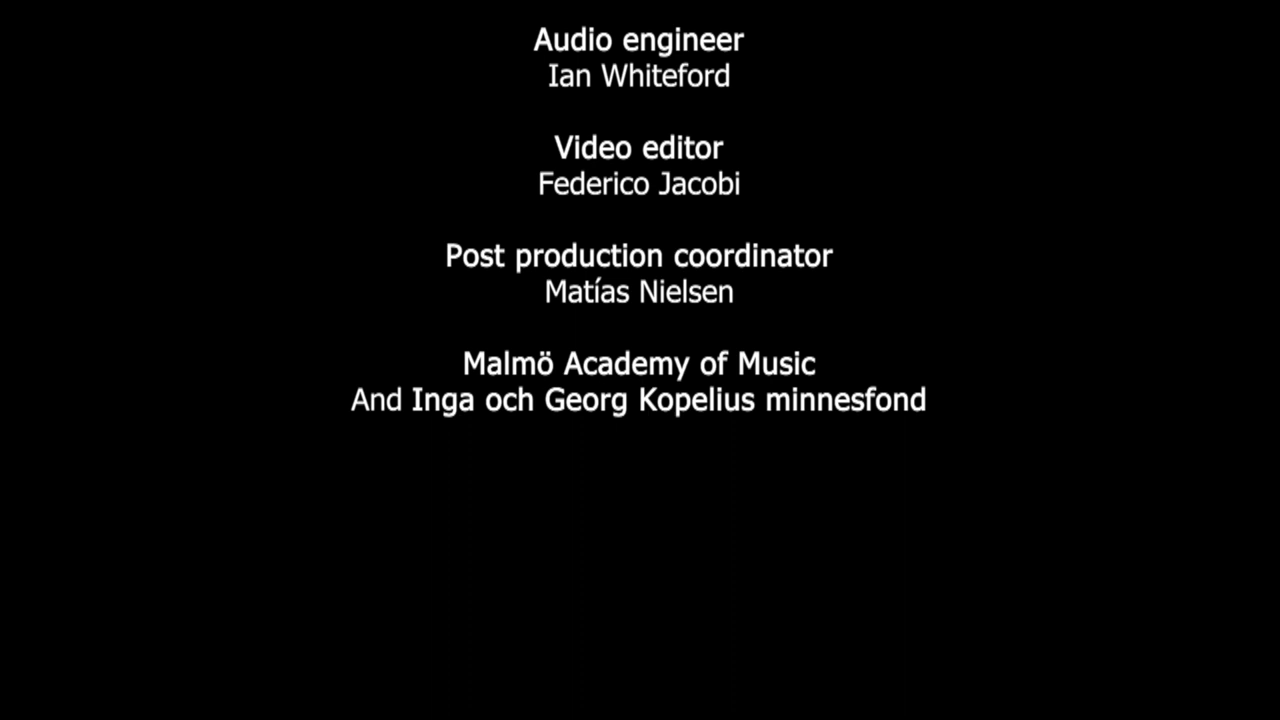 Audio engineer
Ian Whiteford
Video editor
Federico Jacobi
Post production coordinator
Matías Nielsen
Malmö Academy of Music
And Inga och Georg Kopelius minnesfond